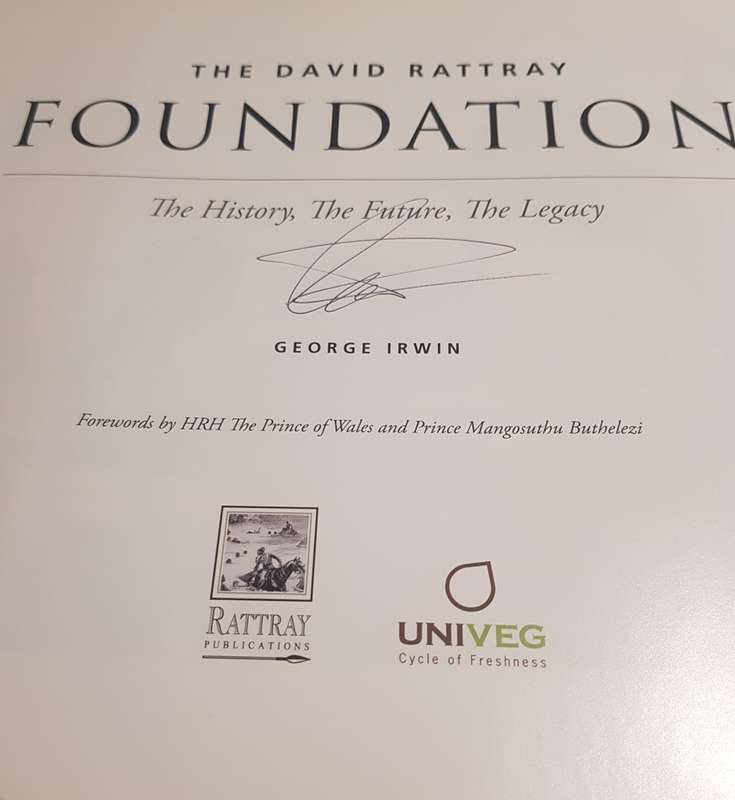 THE DAVID RATTRAY
FOUNDATION
The History, The Future, The Legacy
GEORGE IRWIN
Forewords by HRH The Prince of Wales and Prince Mangosuthu Buthelezi
RATTRAY
PUBLICATIONS
UNIVEG
Cycle of Freshness